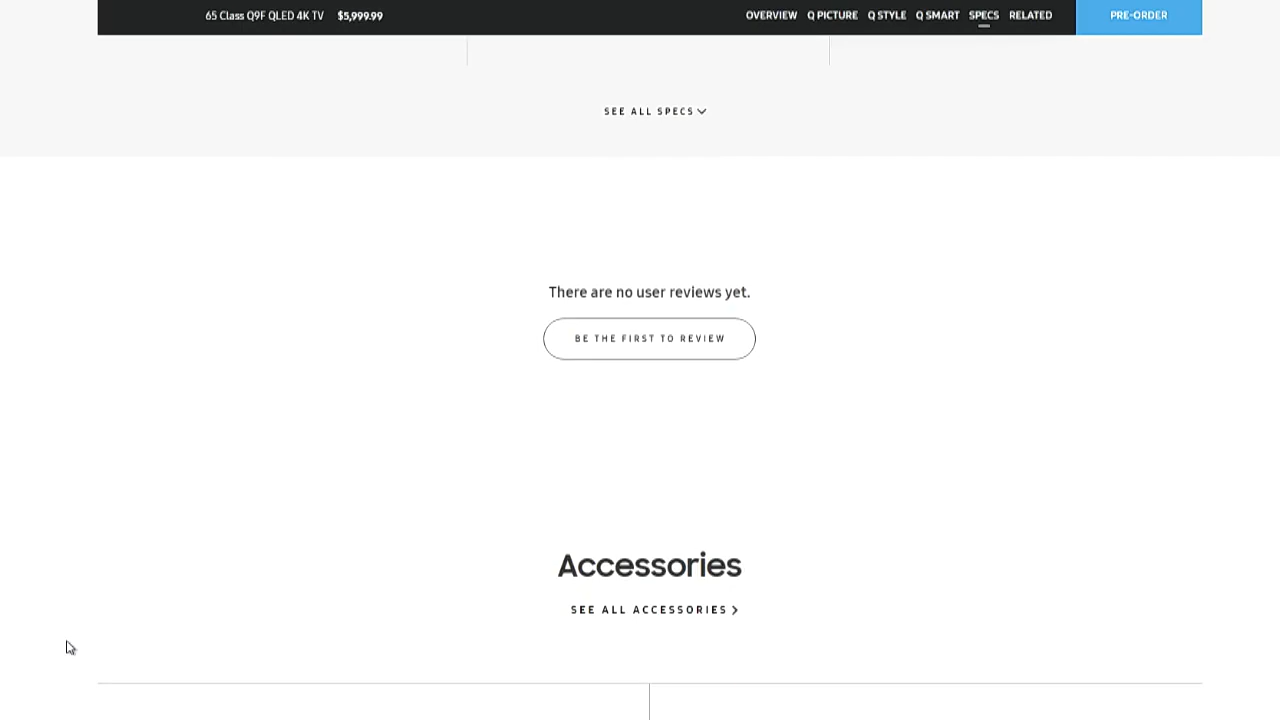 65 Class Q9F QLED 4K TV $5,999.99 OVERVIEW Q PICTURE Q STYLE Q SMART SPECS RELATED PRE-ORDER
SEE ALL SPECS
There are no user reviews yet.
BE THE FIRST TO REVIEW
Accessories
SEE ALL ACCESSORIES